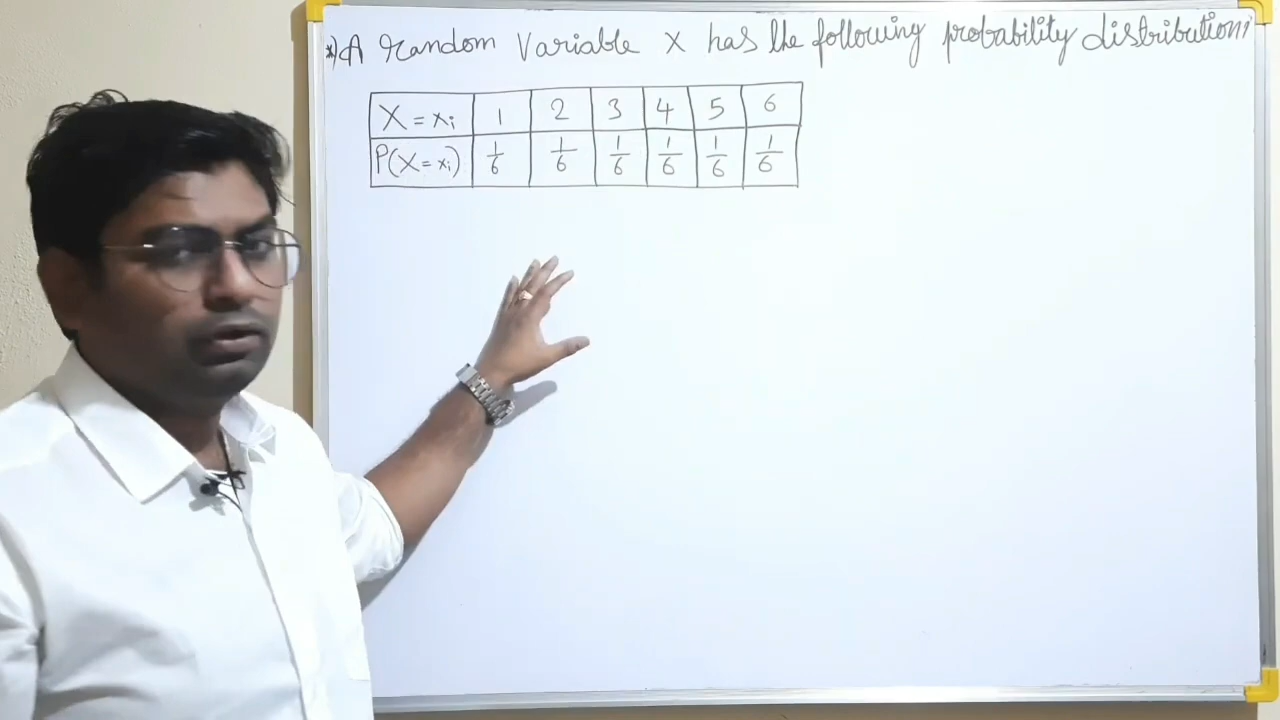 *) A random variable X has the following probability distribution;
X = xi 1 2 3 4 5 6
P(X = xi) 1/6 1/6 1/6 1/6 1/6 1/6